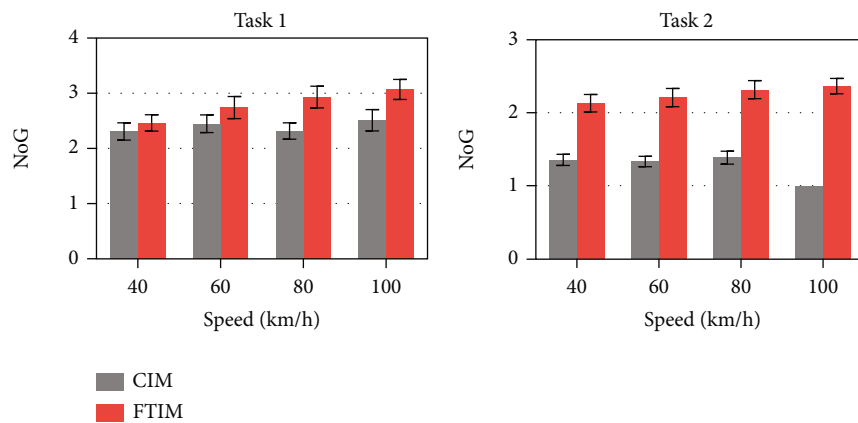 Task 1
4
3
2
1
0
NoG
40 60 80 100
Speed (km/h)
Task 2
3
2
1
0
NoG
40 60 80 100
Speed (km/h)
CIM
FTIM